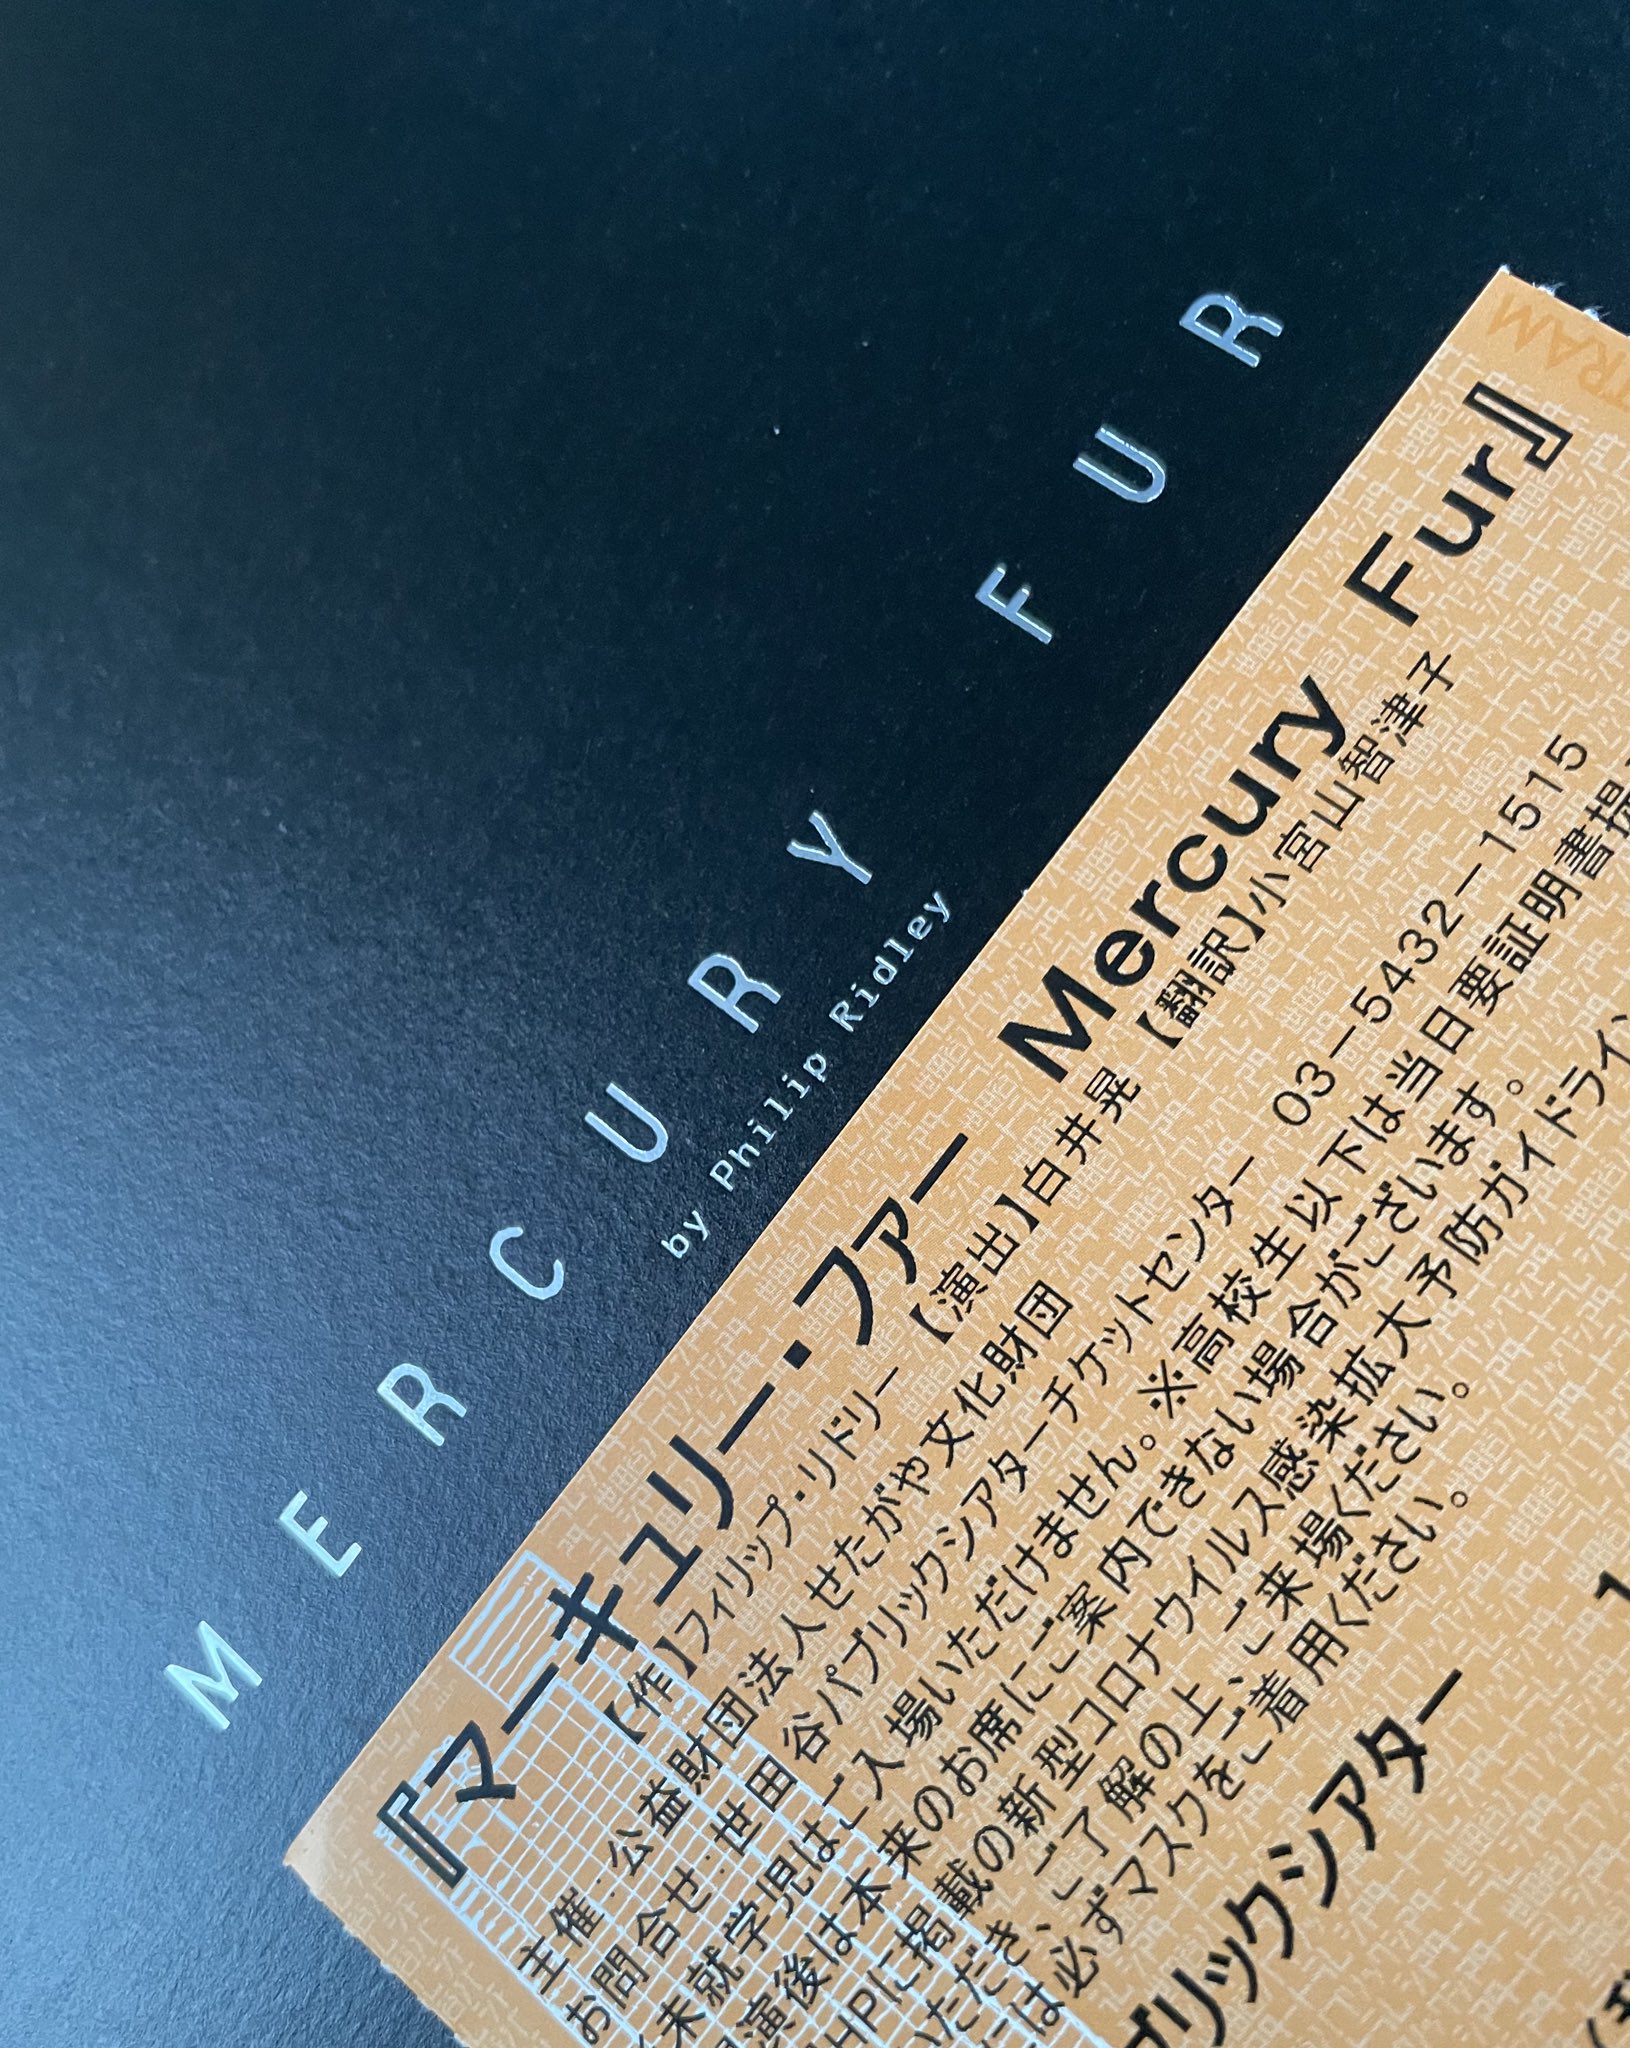 MERCURY FUR
by Philip Ridley
TRAM
『マーキュリー・ファー Mercury Fur』
【作】フィリップ・リドリー 【演出】白井晃 【翻訳】小宮山智津子
主催:公益財団法人せたがや文化財団
お問合せ:世田谷パブリックシアターチケットセンター 03-5432-1515
未就学児はご入場いただけません。※高校生以下は当日要証明書提
演後は本来のお席にご案内できない場合がございます。
HPに掲載の新型コロナウイルス感染拡大予防ガイドライン
いただき、ご了解の上、ご来場ください。
には必ずマスクをご着用ください。
ブリックシアター